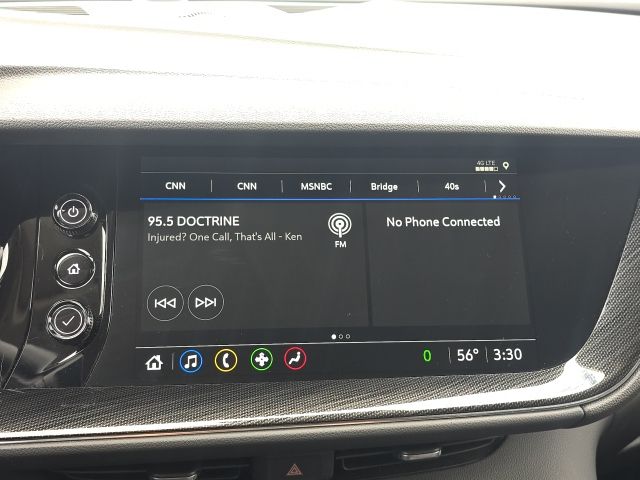 4G LTE
CNN CNN MSNBC Bridge 40s
95.5 DOCTRINE
Injured? One Call, That's All - Ken
FM
No Phone Connected
0 56° 3:30